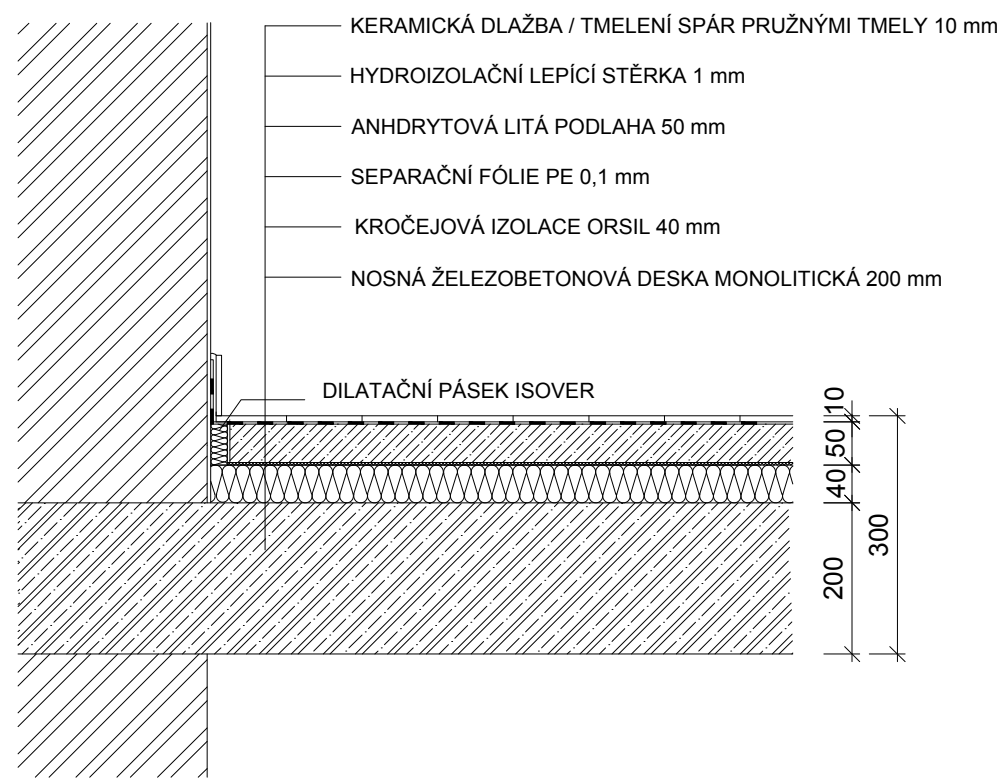 KERAMICKÁ DLAŽBA / TMELENÍ SPÁR PRUŽNÝMI TMELY 10 mm
HYDROIZOLAČNÍ LEPÍCÍ STĚRKA 1 mm
ANHDRYTOVÁ LITÁ PODLAHA 50 mm
SEPARAČNÍ FÓLIE PE 0,1 mm
KROČEJOVÁ IZOLACE ORSIL 40 mm
NOSNÁ ŽELEZOBETONOVÁ DESKA MONOLITICKÁ 200 mm
DILATAČNÍ PÁSEK ISOVER
10
50
40
200
300